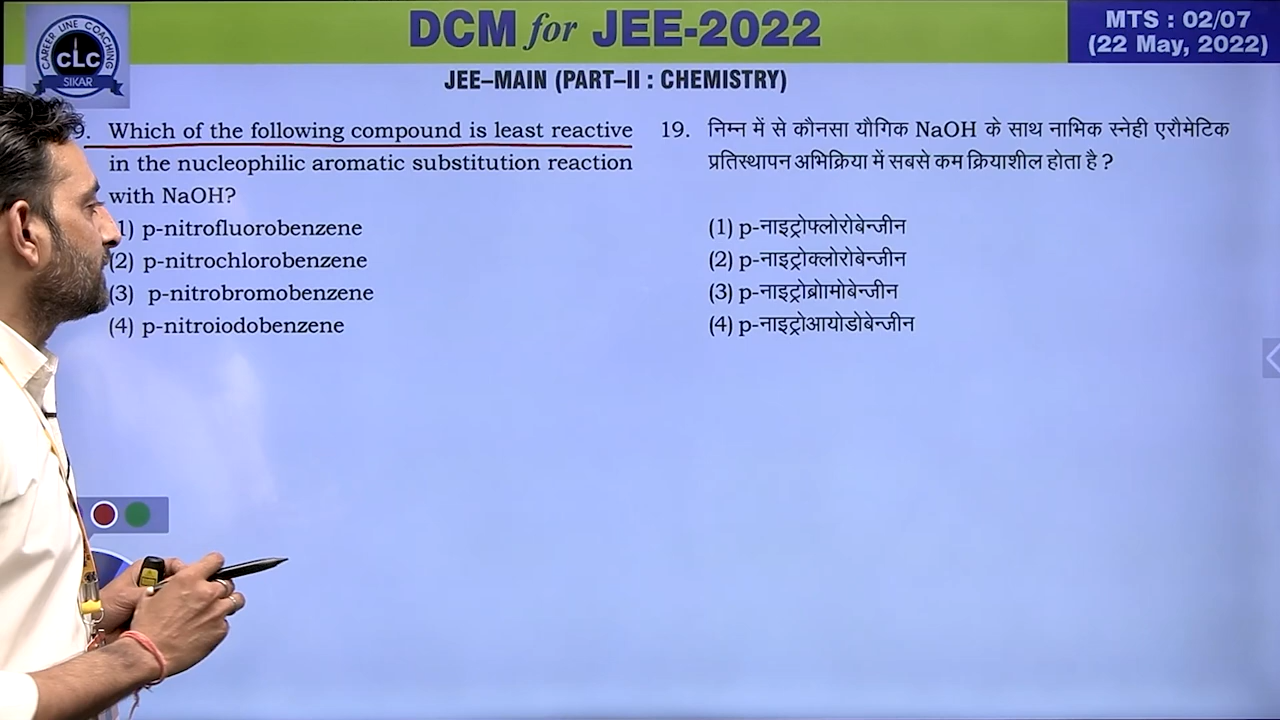 CAREER LINE COACHING
CLC
SIKAR
DCM for JEE-2022
MTS : 02/07
(22 May, 2022)
JEE–MAIN (PART–II : CHEMISTRY)
9. Which of the following compound is least reactive
in the nucleophilic aromatic substitution reaction
with NaOH?
1) p-nitrofluorobenzene
(2) p-nitrochlorobenzene
(3) p-nitrobromobenzene
(4) p-nitroiodobenzene
19. निम्न में से कौनसा यौगिक NaOH के साथ नाभिक स्नेही एरौमेटिक
प्रतिस्थापन अभिक्रिया में सबसे कम क्रियाशील होता है ?
(1) p-नाइट्रोफ्लोरोबेन्जीन
(2) p-नाइट्रोक्लोरोबेन्जीन
(3) p-नाइट्रोब्रोामोबेन्जीन
(4) p-नाइट्रोआयोडोबेन्जीन